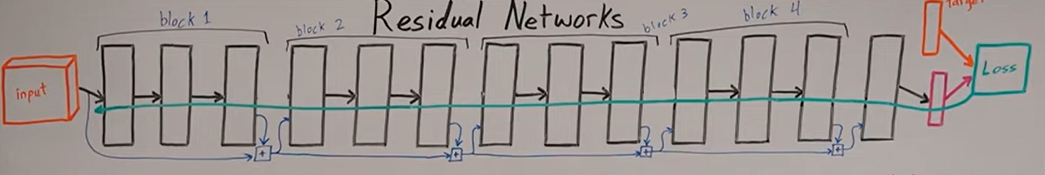 Residual Networks
block 1
block 2
block 3
block 4
target
input
Loss
+
+
+
+